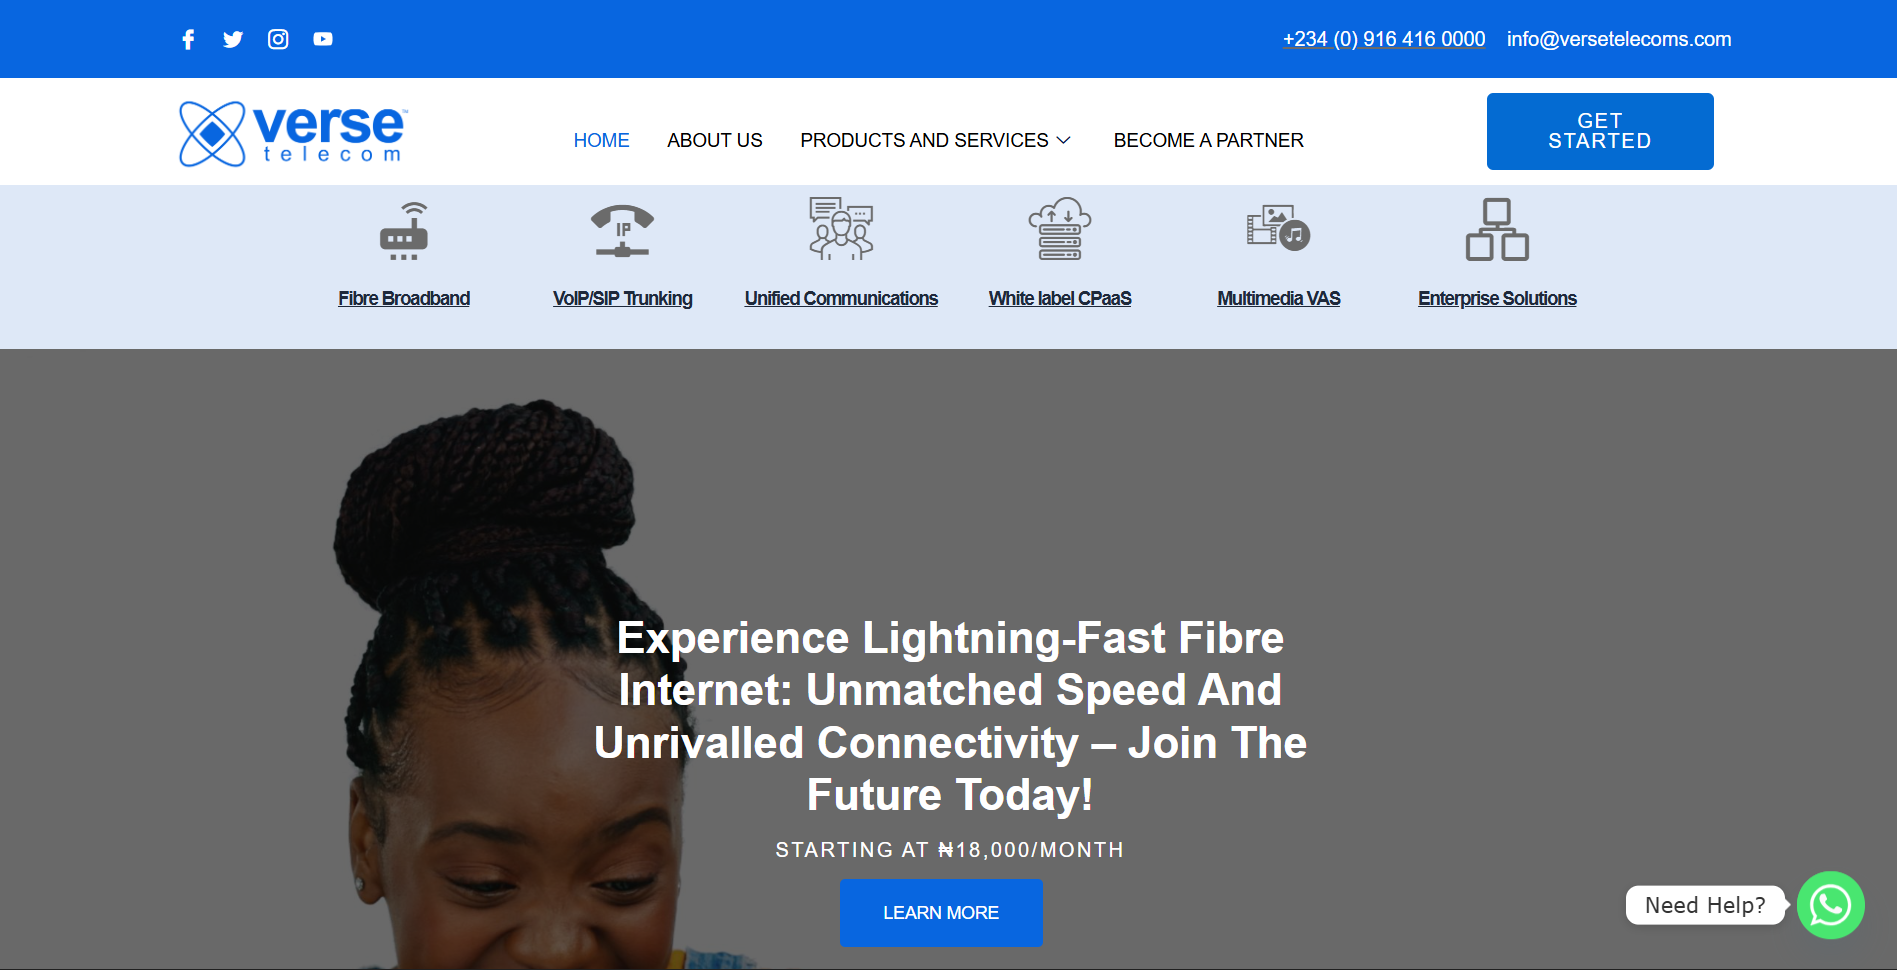 +234 (0) 916 416 0000 info@versetelecoms.com
verse™
telecom
HOME ABOUT US PRODUCTS AND SERVICES BECOME A PARTNER
GET
STARTED
IP
Fibre Broadband VoIP/SIP Trunking Unified Communications White label CPaaS Multimedia VAS Enterprise Solutions
Experience Lightning-Fast Fibre
Internet: Unmatched Speed And
Unrivalled Connectivity – Join The
Future Today!
STARTING AT ₦18,000/MONTH
LEARN MORE
Need Help?